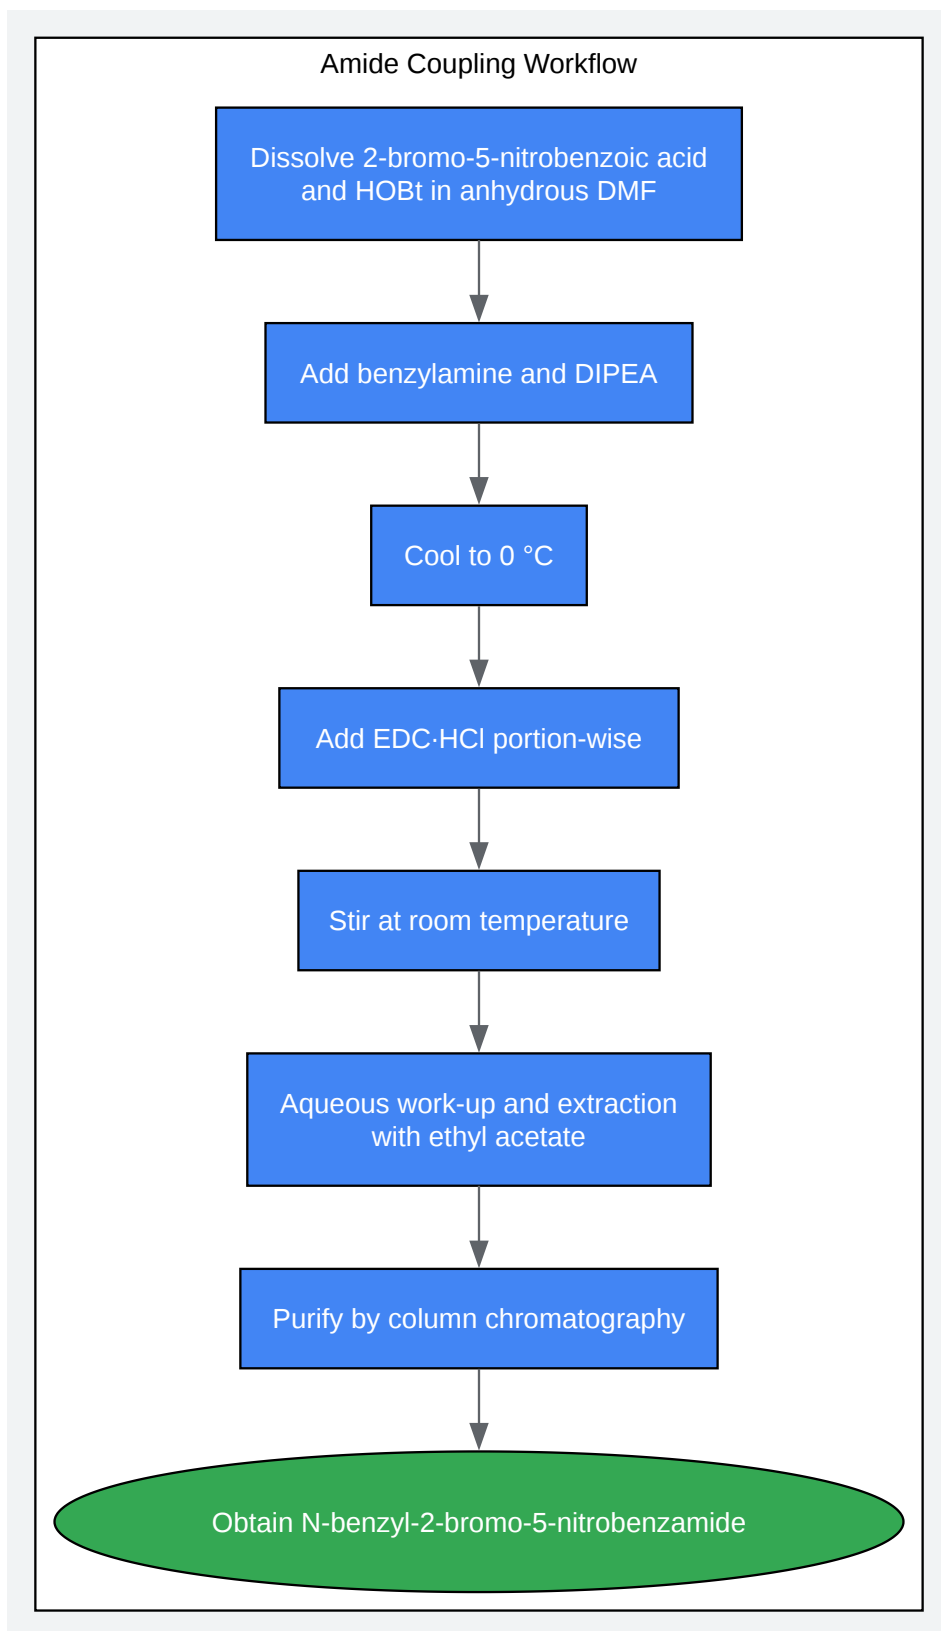 Amide Coupling Workflow
Dissolve 2-bromo-5-nitrobenzoic acid
and HOBt in anhydrous DMF
Add benzylamine and DIPEA
Cool to 0 °C
Add EDC·HCl portion-wise
Stir at room temperature
Aqueous work-up and extraction
with ethyl acetate
Purify by column chromatography
Obtain N-benzyl-2-bromo-5-nitrobenzamide